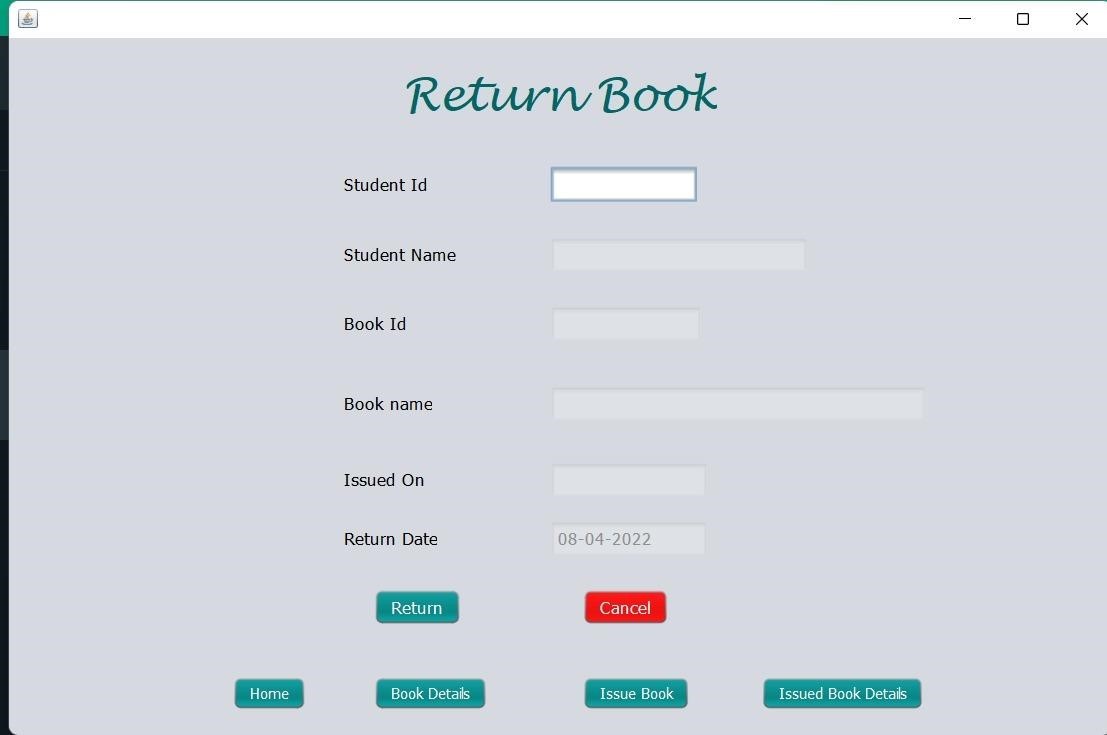 Return Book
Student Id
Student Name
Book Id
Book name
Issued On
Return Date 08-04-2022
Return Cancel
Home Book Details Issue Book Issued Book Details